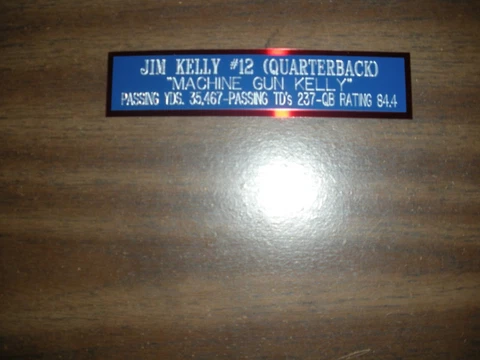 JIM KELLY #12 (QUARTERBACK)
"MACHINE GUN KELLY"
PASSING YDS. 35,467-PASSING TD's 237-QB RATING 84.4